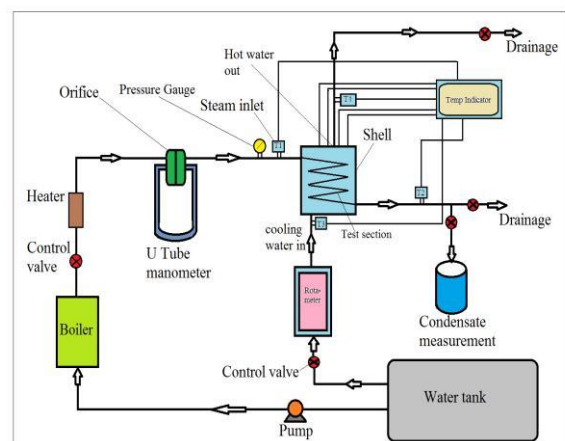 Hot water
out
Drainage
Pressure Gauge
Orifice
Steam inlet
Temp Indicator
Shell
Heater
Control
valve
U Tube
manometer
cooling
water in
Test section
Drainage
Rota-
meter
Boiler
Condensate
measurement
Control valve
Water tank
Pump